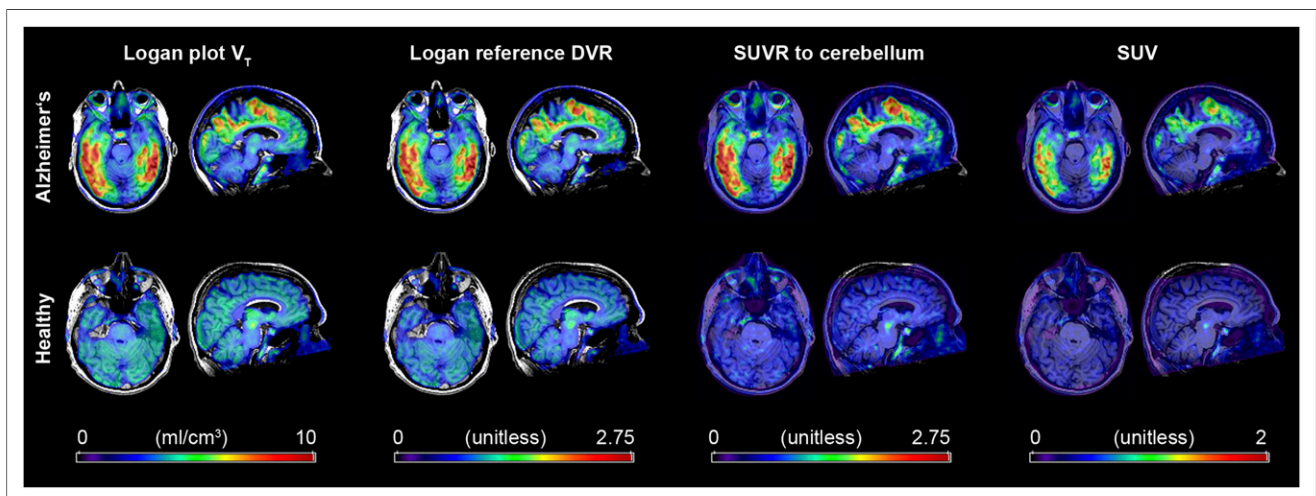 Logan plot V_T
Logan reference DVR
SUVR to cerebellum
SUV
Alzheimer‘s
Healthy
0 (ml/cm³) 10
0 (unitless) 2.75
0 (unitless) 2.75
0 (unitless) 2